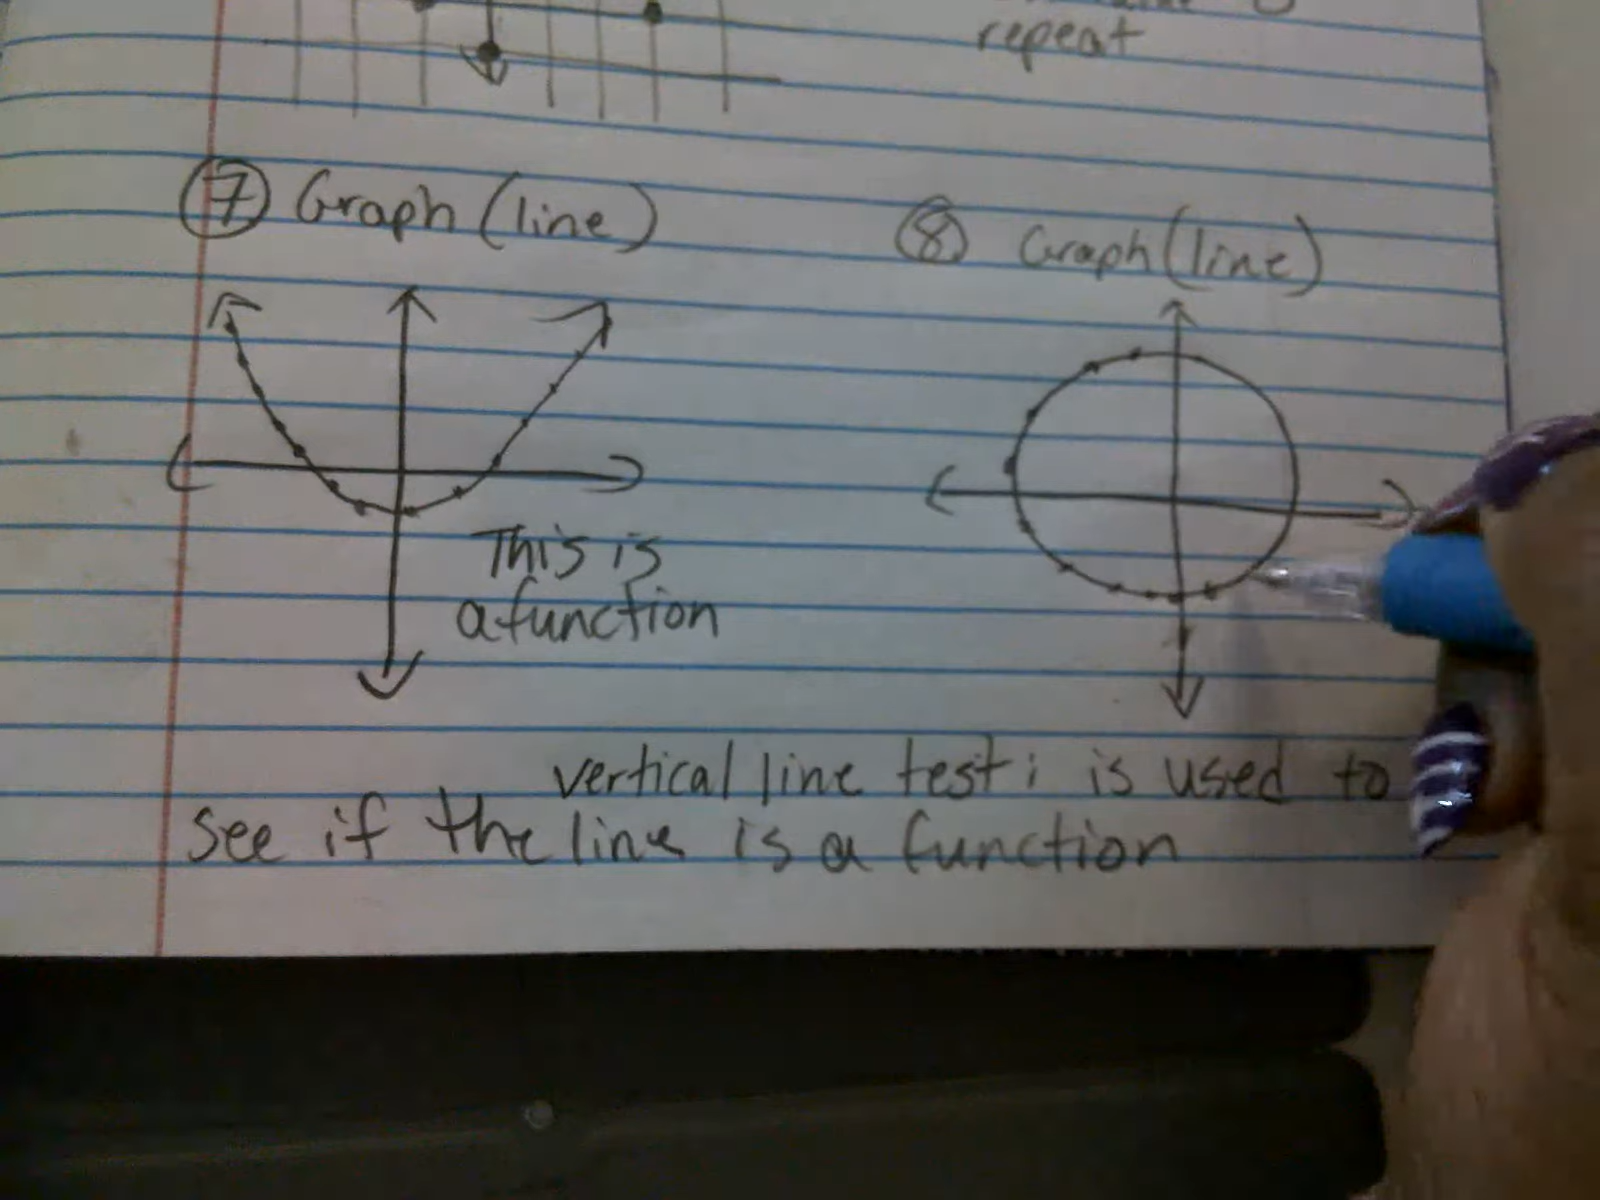 repeat
7 Graph (line)
8 Graph (line)
This is
a function
vertical line test: is used to
see if the line is a function